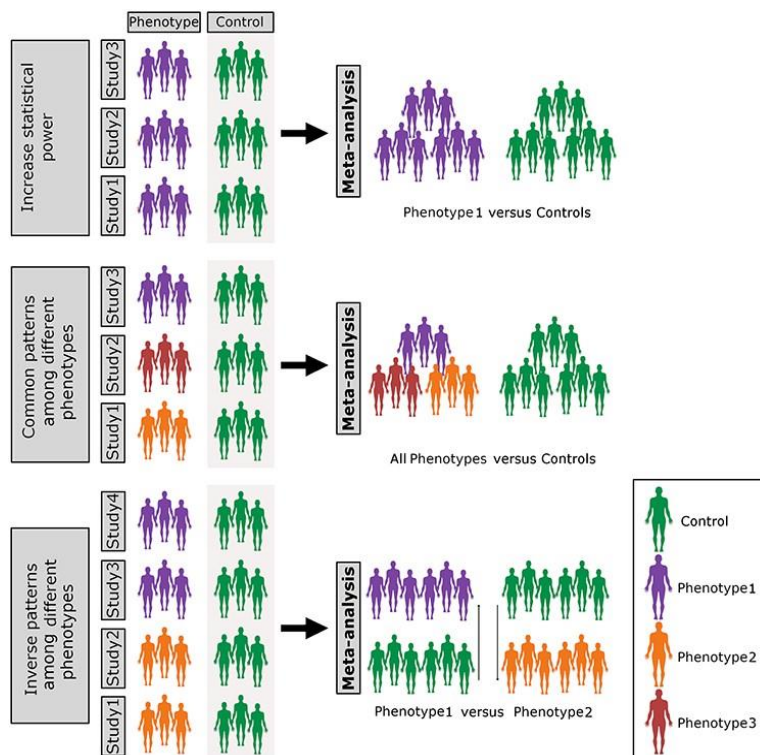 Phenotype Control
Increase statistical
power
Study3
Study2
Study1
Meta-analysis
Phenotype1 versus Controls
Common patterns
among different
phenotypes
Study3
Study2
Study1
Meta-analysis
All Phenotypes versus Controls
Inverse patterns
among different
phenotypes
Study4
Study3
Study2
Study1
Meta-analysis
Phenotype1 versus Phenotype2
Control
Phenotype1
Phenotype2
Phenotype3